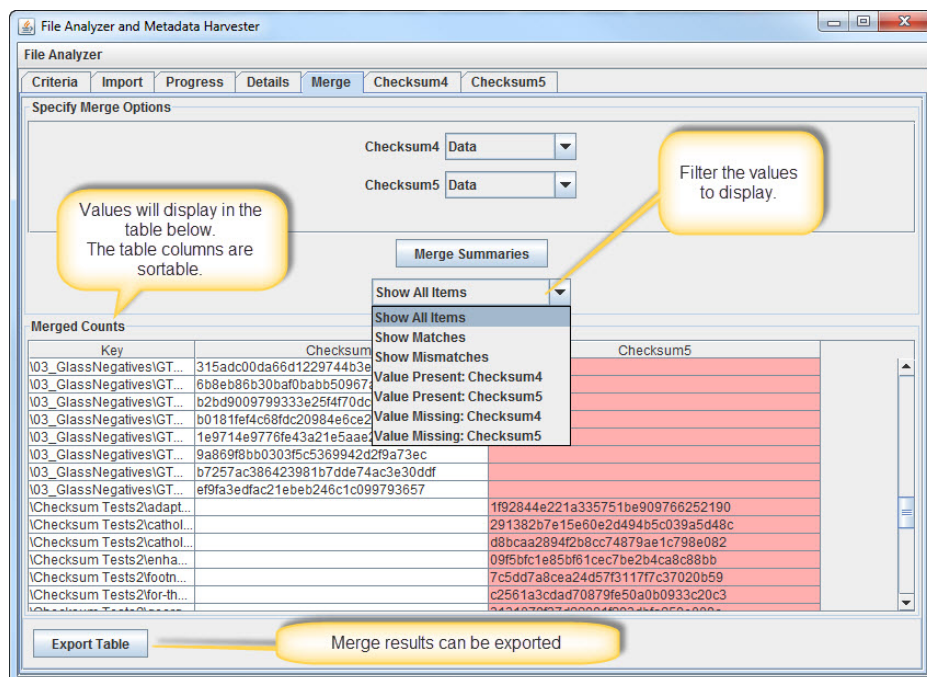 File Analyzer and Metadata Harvester
File Analyzer
Criteria Import Progress Details Merge Checksum4 Checksum5
Specify Merge Options
Checksum4 Data
Checksum5 Data
Filter the values
to display.
Values will display in the
table below.
The table columns are
sortable.
Merge Summaries
Show All Items
Show All Items
Show Matches
Show Mismatches
Value Present: Checksum4
Value Present: Checksum5
Value Missing: Checksum4
Value Missing: Checksum5
Merged Counts
Key Checksum Checksum5
\03_GlassNegatives\GT... 315adc00da66d1229744b3e
\03_GlassNegatives\GT... 6b8eb86b30baf0babb50967a
\03_GlassNegatives\GT... b2bd9009799333e25f4f70dc
\03_GlassNegatives\GT... b0181fef4c68fdc20984e6ce2
\03_GlassNegatives\GT... 1e9714e9776fe43a21e5aae2
\03_GlassNegatives\GT... 9a869f8bb0303f5c5369942d2f9a73ec
\03_GlassNegatives\GT... b7257ac386423981b7dde74ac3e30ddf
\03_GlassNegatives\GT... ef9fa3edfac21ebeb246c1c099793657
\Checksum Tests2\adapt... 1f92844e221a335751be909766252190
\Checksum Tests2\cathol... 291382b7e15e60e2d494b5c039a5d48c
\Checksum Tests2\cathol... d8bcaa2894f2b8cc74879ae1c798e082
\Checksum Tests2\enha... 09f5bfc1e85bf61cec7be2b4ca8c88bb
\Checksum Tests2\footn... 7c5dd7a8cea24d57f3117f7c37020b59
\Checksum Tests2\for-th... c2561a3cdad70879fe50a0b0933c20c3
Export Table
Merge results can be exported